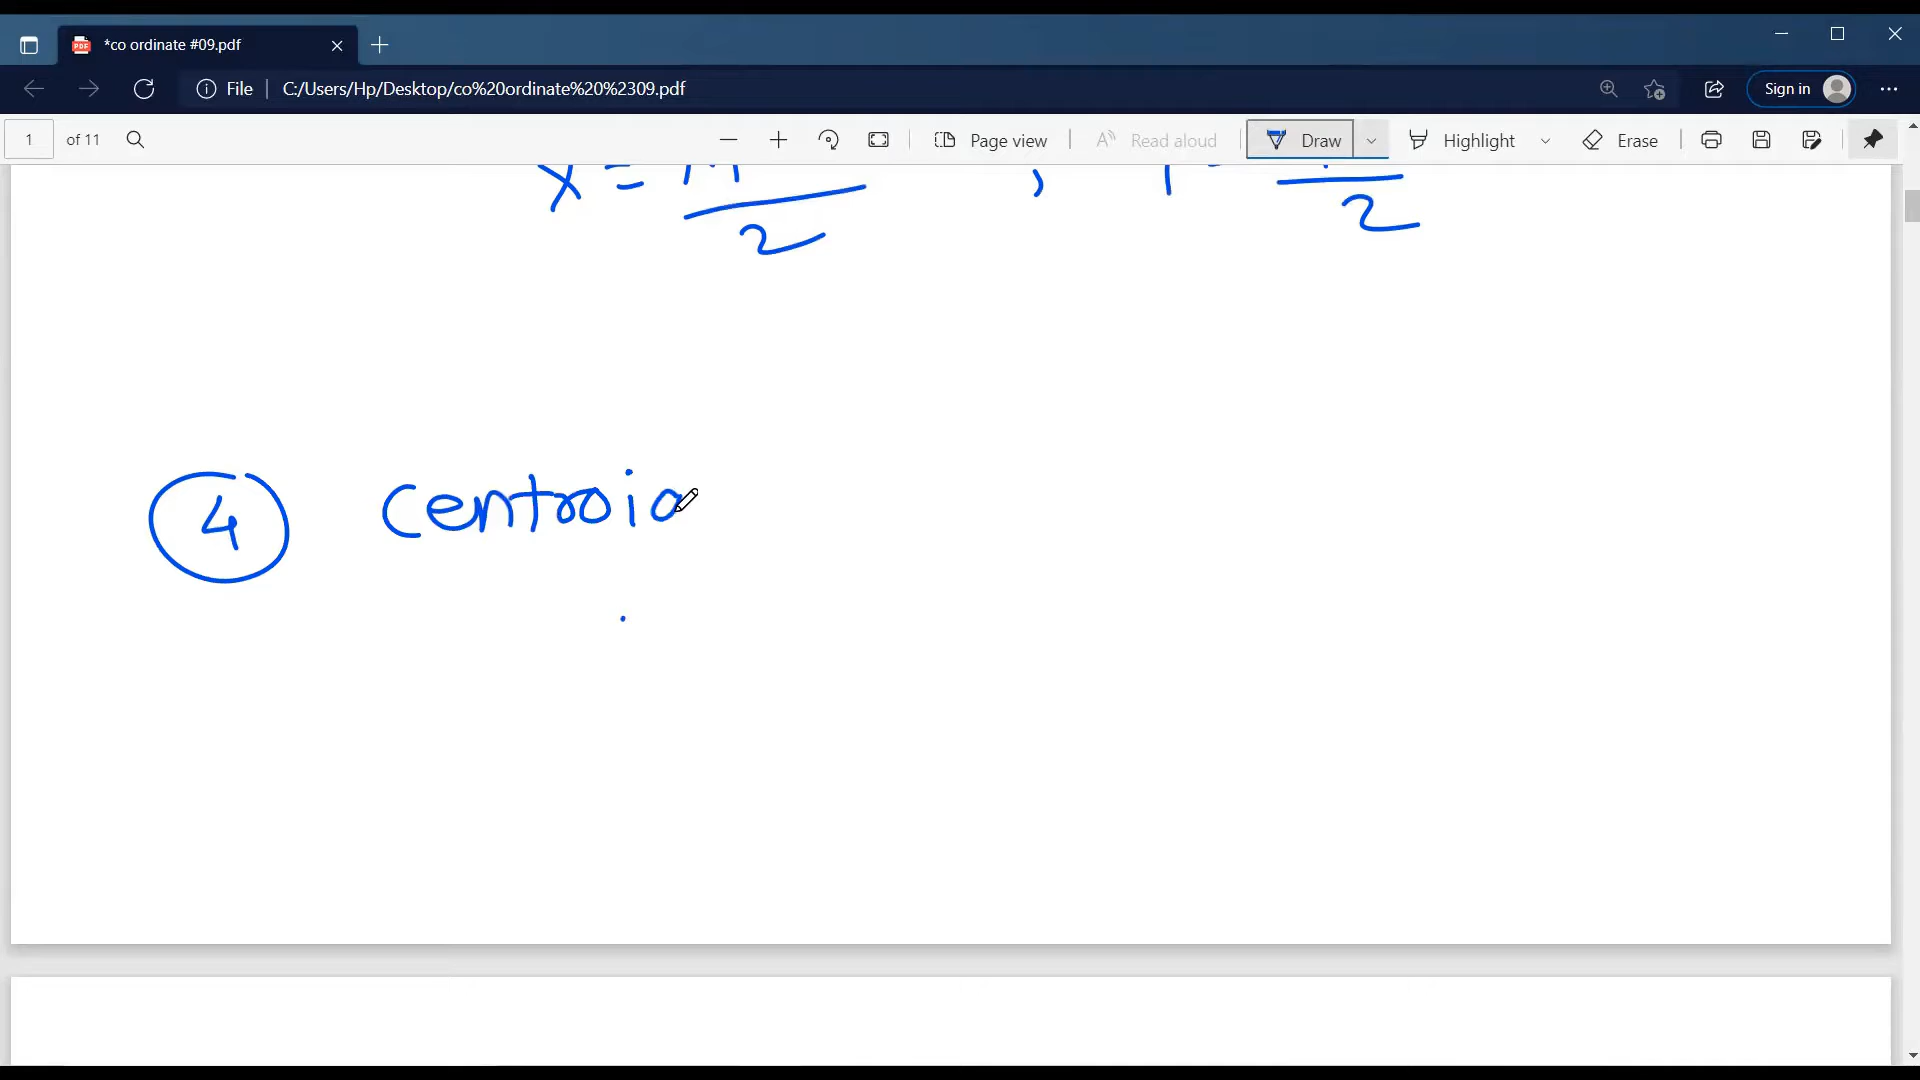 *co ordinate #09.pdf
File | C:/Users/Hp/Desktop/co%20ordinate%20%2309.pdf
Sign in
1 of 11
Page view
Read aloud
Draw
Highlight
Erase
x =
2
,
2
4 centroid